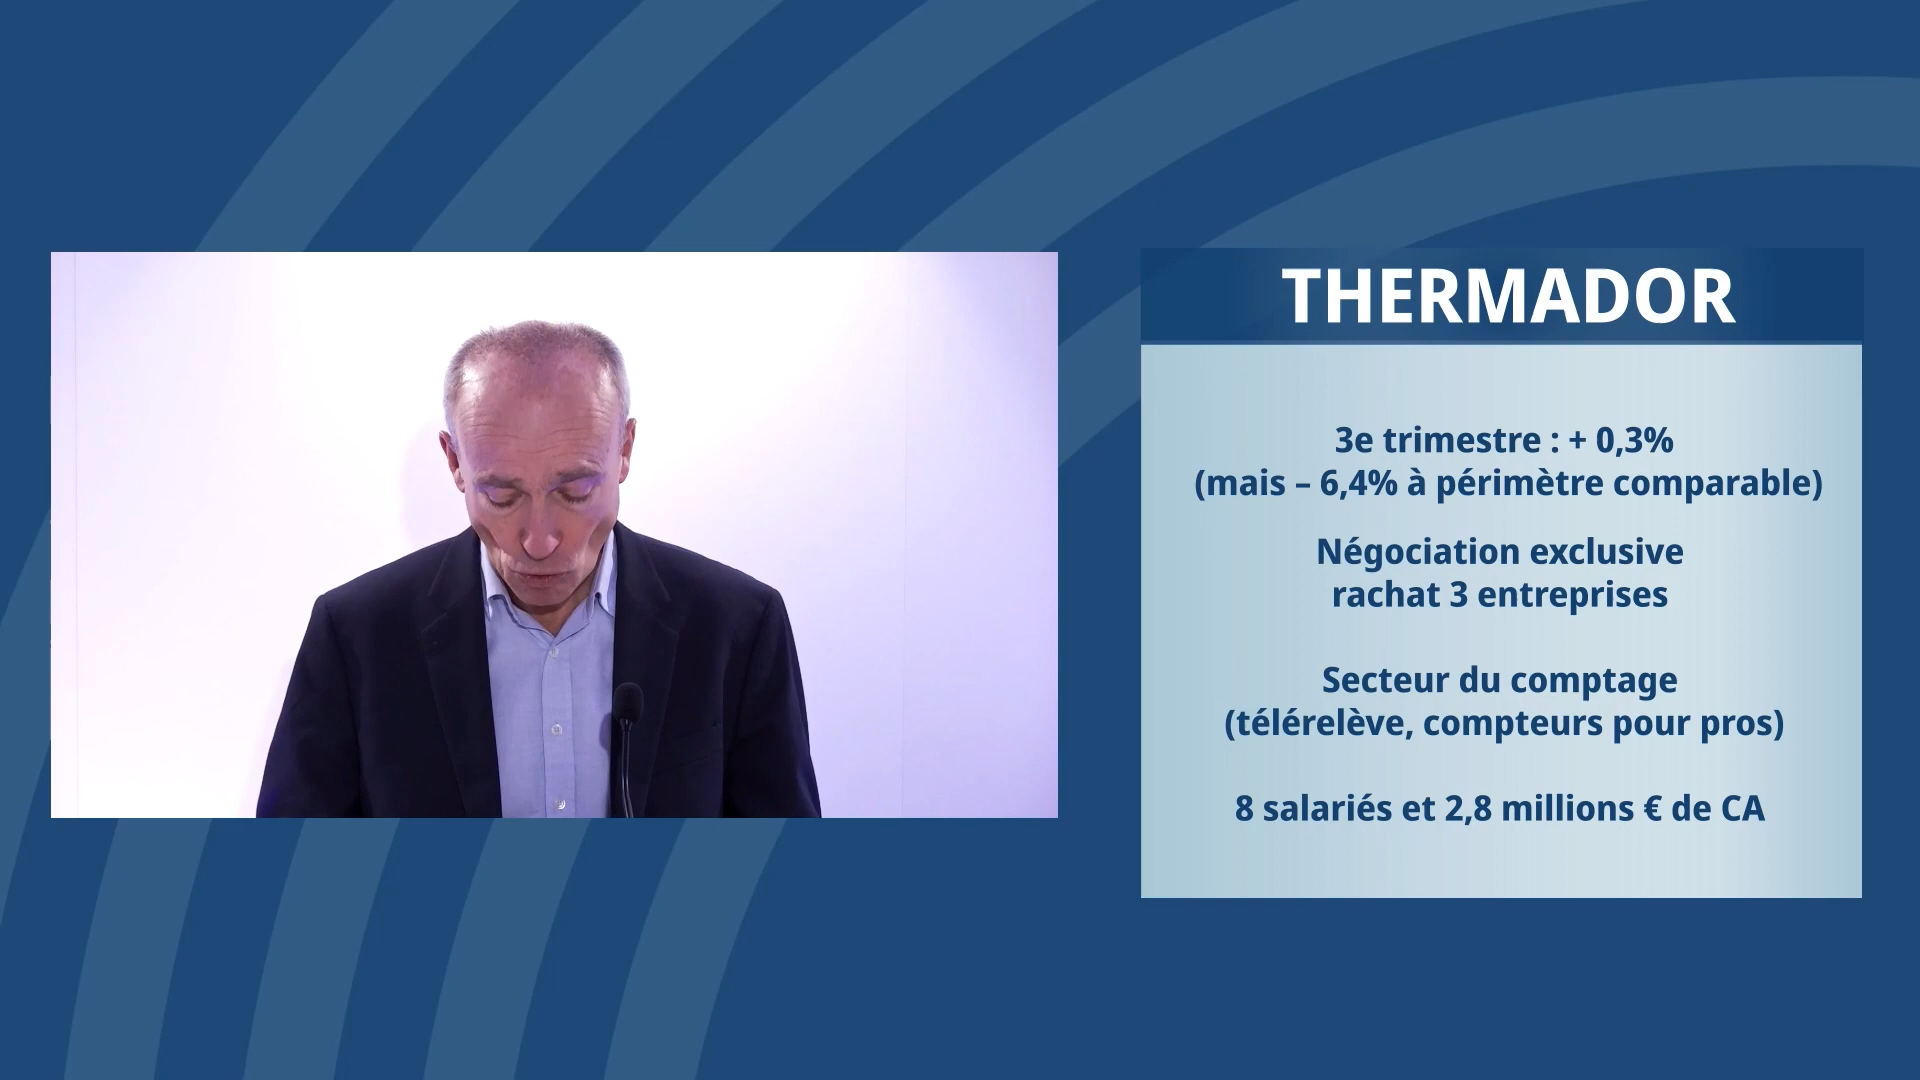 THERMADOR
3e trimestre : + 0,3%
(mais – 6,4% à périmètre comparable)
Négociation exclusive
rachat 3 entreprises
Secteur du comptage
(télérelève, compteurs pour pros)
8 salariés et 2,8 millions € de CA